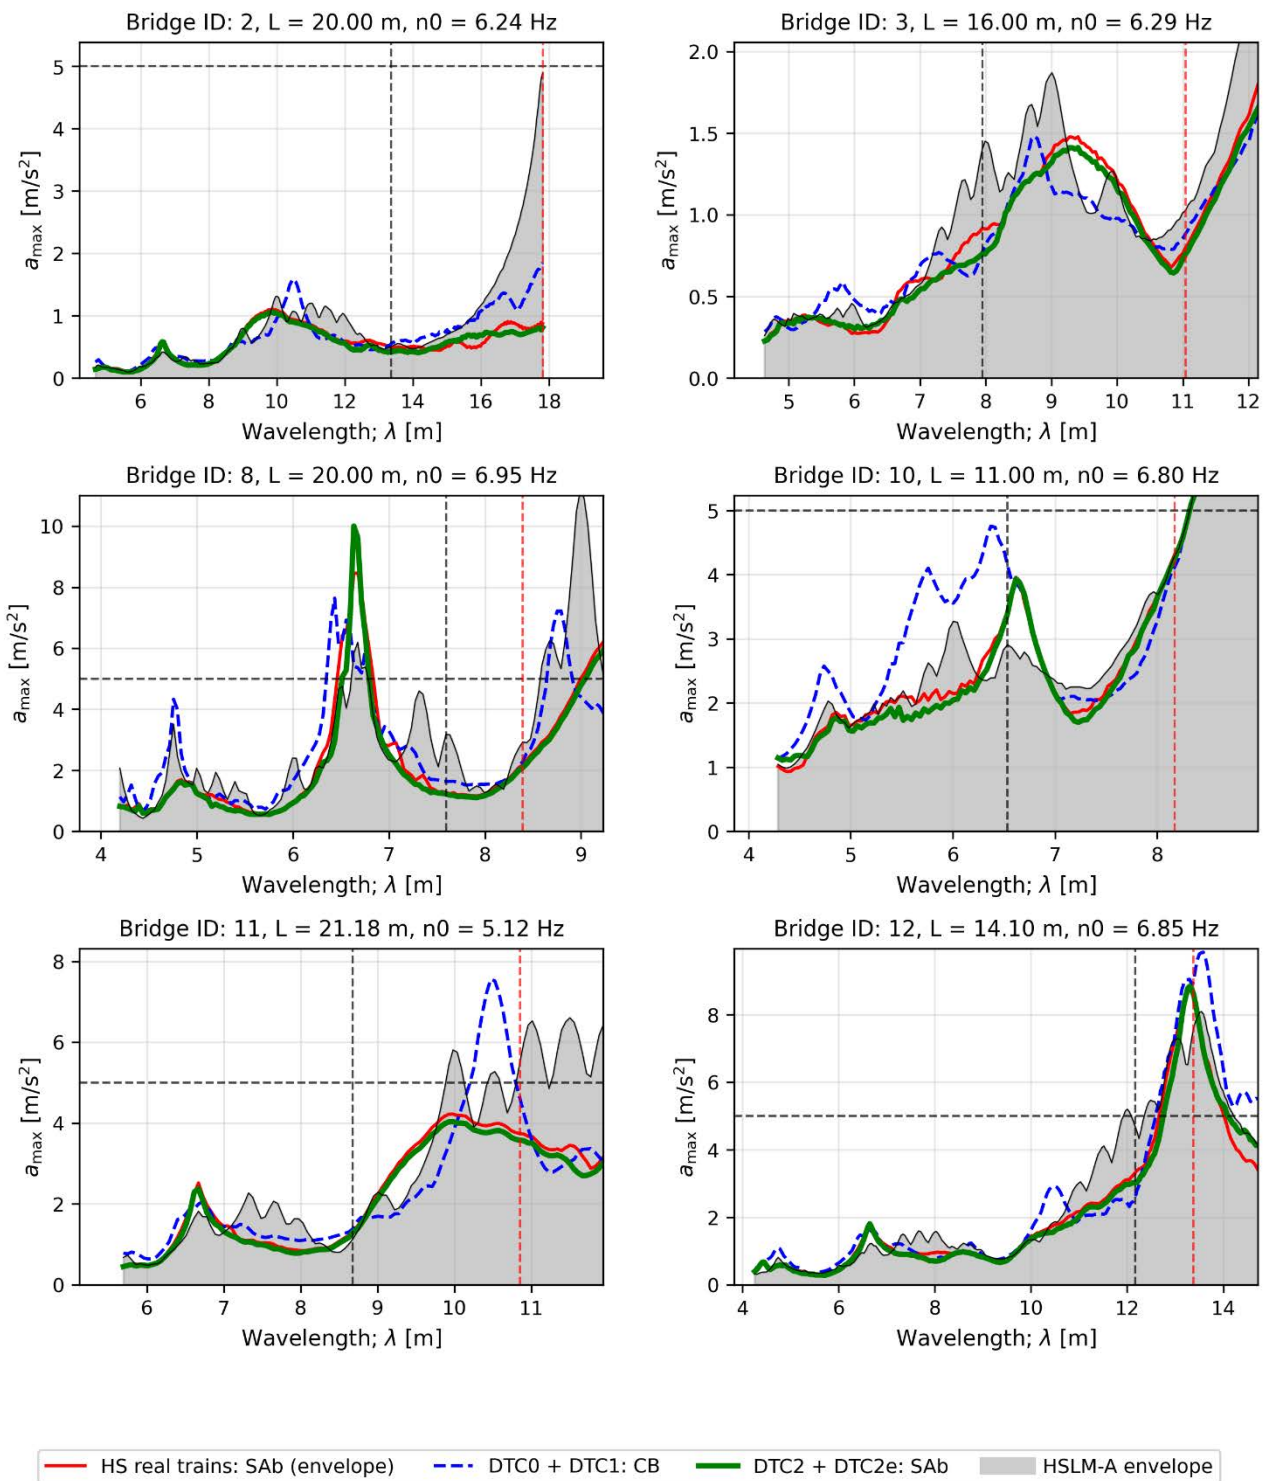 Bridge ID: 2, L = 20.00 m, n0 = 6.24 Hz
5
4
3
2
1
0
a_max [m/s²]
6 8 10 12 14 16 18
Wavelength; λ [m]
Bridge ID: 3, L = 16.00 m, n0 = 6.29 Hz
2.0
1.5
1.0
0.5
0.0
a_max [m/s²]
5 6 7 8 9 10 11 12
Wavelength; λ [m]
Bridge ID: 8, L = 20.00 m, n0 = 6.95 Hz
10
8
6
4
2
0
a_max [m/s²]
4 5 6 7 8 9
Wavelength; λ [m]
Bridge ID: 10, L = 11.00 m, n0 = 6.80 Hz
5
4
3
2
1
0
a_max [m/s²]
4 5 6 7 8
Wavelength; λ [m]
Bridge ID: 11, L = 21.18 m, n0 = 5.12 Hz
8
6
4
2
0
a_max [m/s²]
6 7 8 9 10 11
Wavelength; λ [m]
Bridge ID: 12, L = 14.10 m, n0 = 6.85 Hz
8
6
4
2
0
a_max [m/s²]
4 6 8 10 12 14
Wavelength; λ [m]
HS real trains: SAb (envelope) DTC0 + DTC1: CB DTC2 + DTC2e: SAb HSLM-A envelope